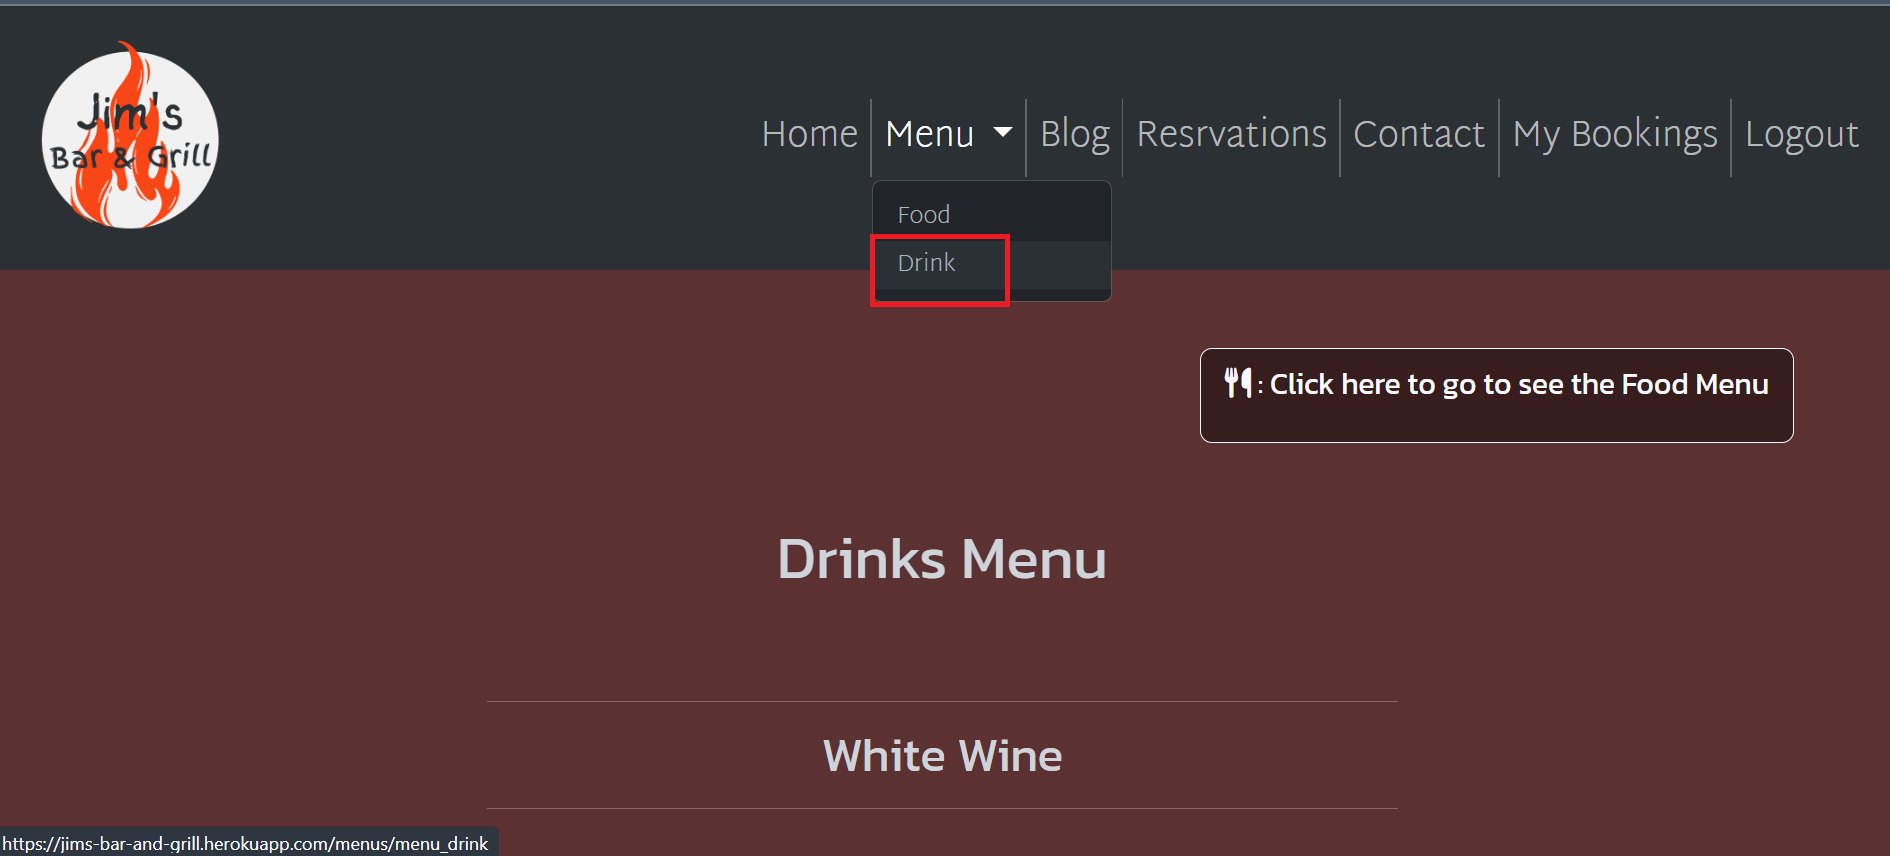 Jim's
Bar & Grill
Home Menu Blog Resrvations Contact My Bookings Logout
Food
Drink
: Click here to go to see the Food Menu
Drinks Menu
White Wine
https://jims-bar-and-grill.herokuapp.com/menus/menu_drink